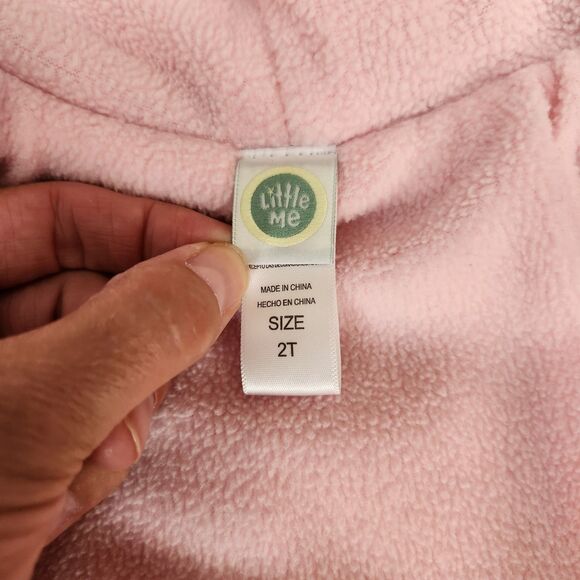 Little
Me
MADE IN CHINA
HECHO EN CHINA
SIZE
2T